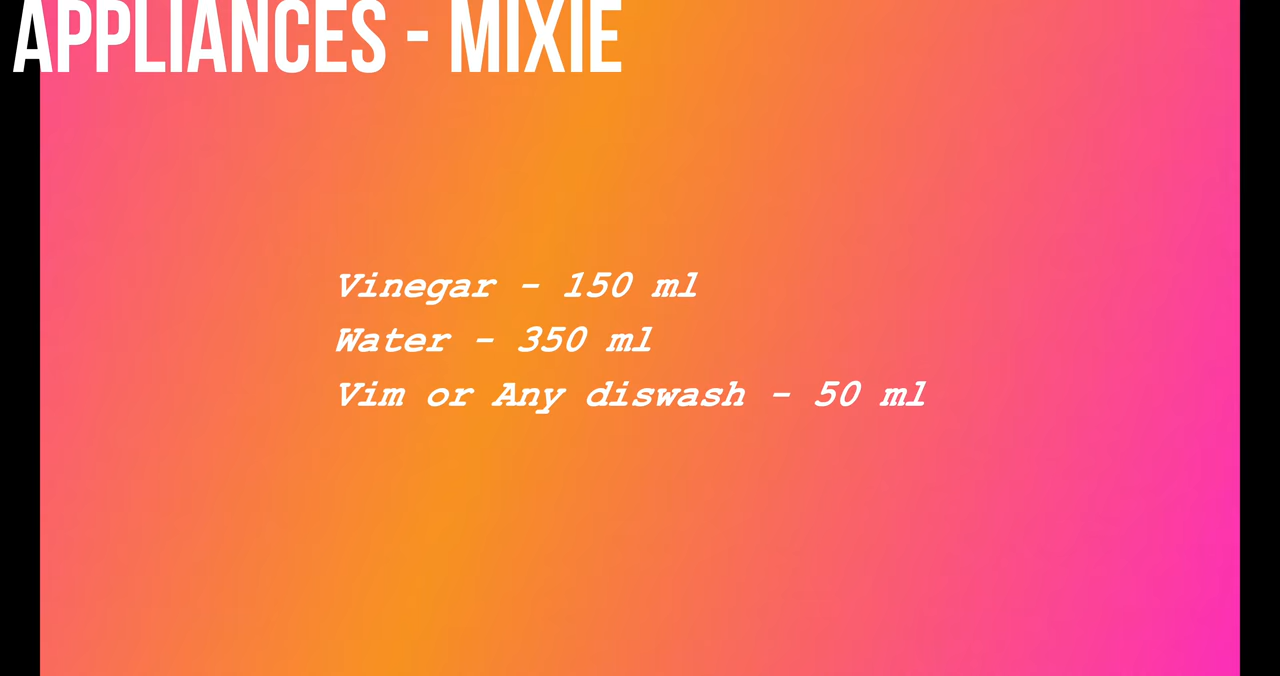 APPLIANCES - MIXIE
Vinegar - 150 ml
Water - 350 ml
Vim or Any diswash - 50 ml